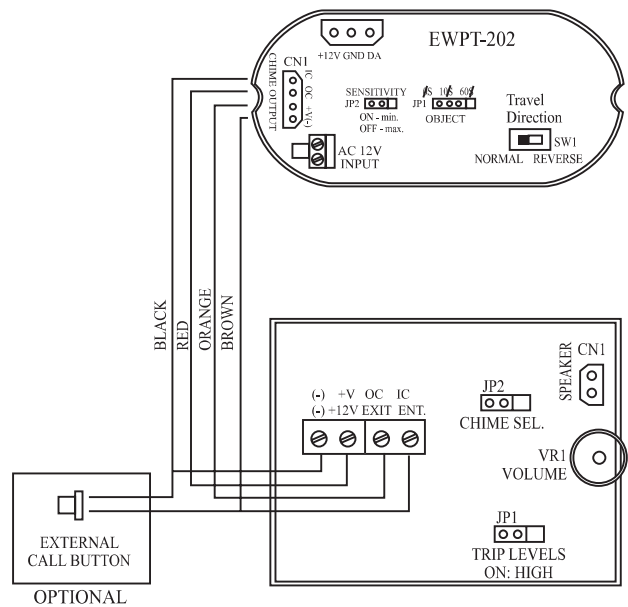 EWPT-202
+12V GND DA
CN1
CHIME OUTPUT
IC OC +V (-)
SENSITIVITY
JP2
ON - min.
OFF - max.
10S 60S
JP1
OBJECT
Travel
Direction
SW1
NORMAL REVERSE
AC 12V
INPUT
BLACK
RED
ORANGE
BROWN
(-) +V OC IC
(-) +12V EXIT ENT.
JP2
CHIME SEL.
SPEAKER
CN1
VR1
VOLUME
JP1
TRIP LEVELS
ON: HIGH
EXTERNAL
CALL BUTTON
OPTIONAL